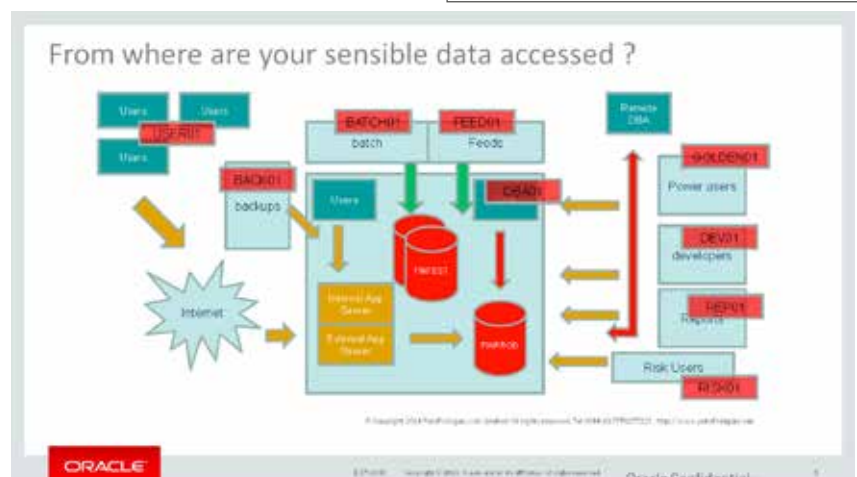 From where are your sensible data accessed ?
Users
Users
USER01
Users
BATCH01
batch
FEED01
Feeds
Remote
DBA
GOLDEN01
Power users
BACK01
backups
Users
DBA01
DEV01
developers
Internal App
Server
External App
Server
Internet
REP01
Reports
Risk Users
RISK01
ORACLE
Oracle Confidential